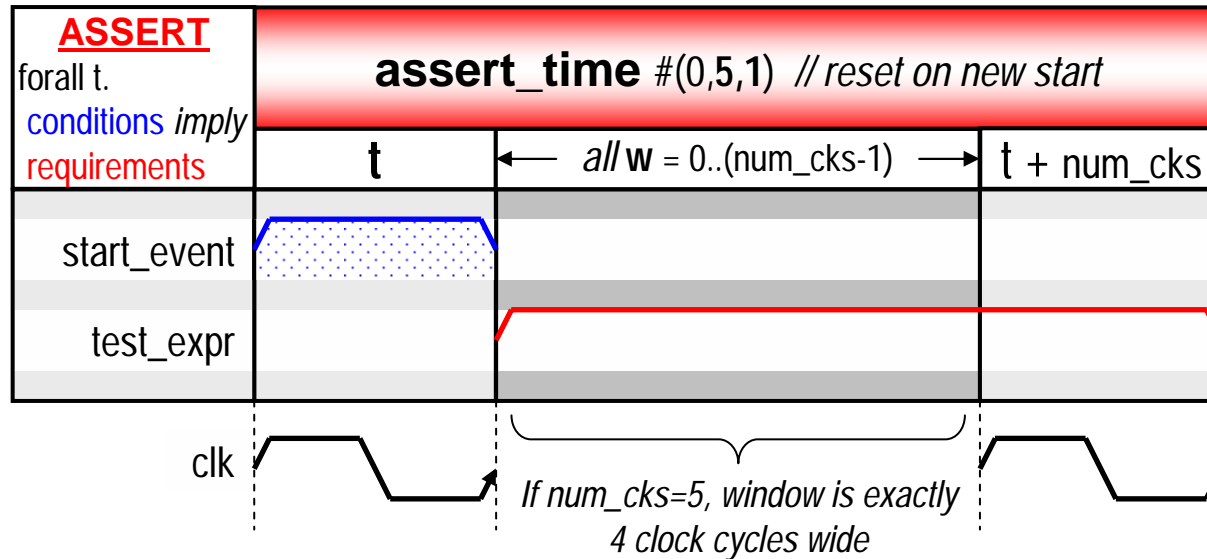 ASSERT
forall t.
conditions imply
requirements
assert_time #(0,5,1) // reset on new start
t
all w = 0..(num_cks-1)
t + num_cks
start_event
test_expr
clk
If num_cks=5, window is exactly
4 clock cycles wide